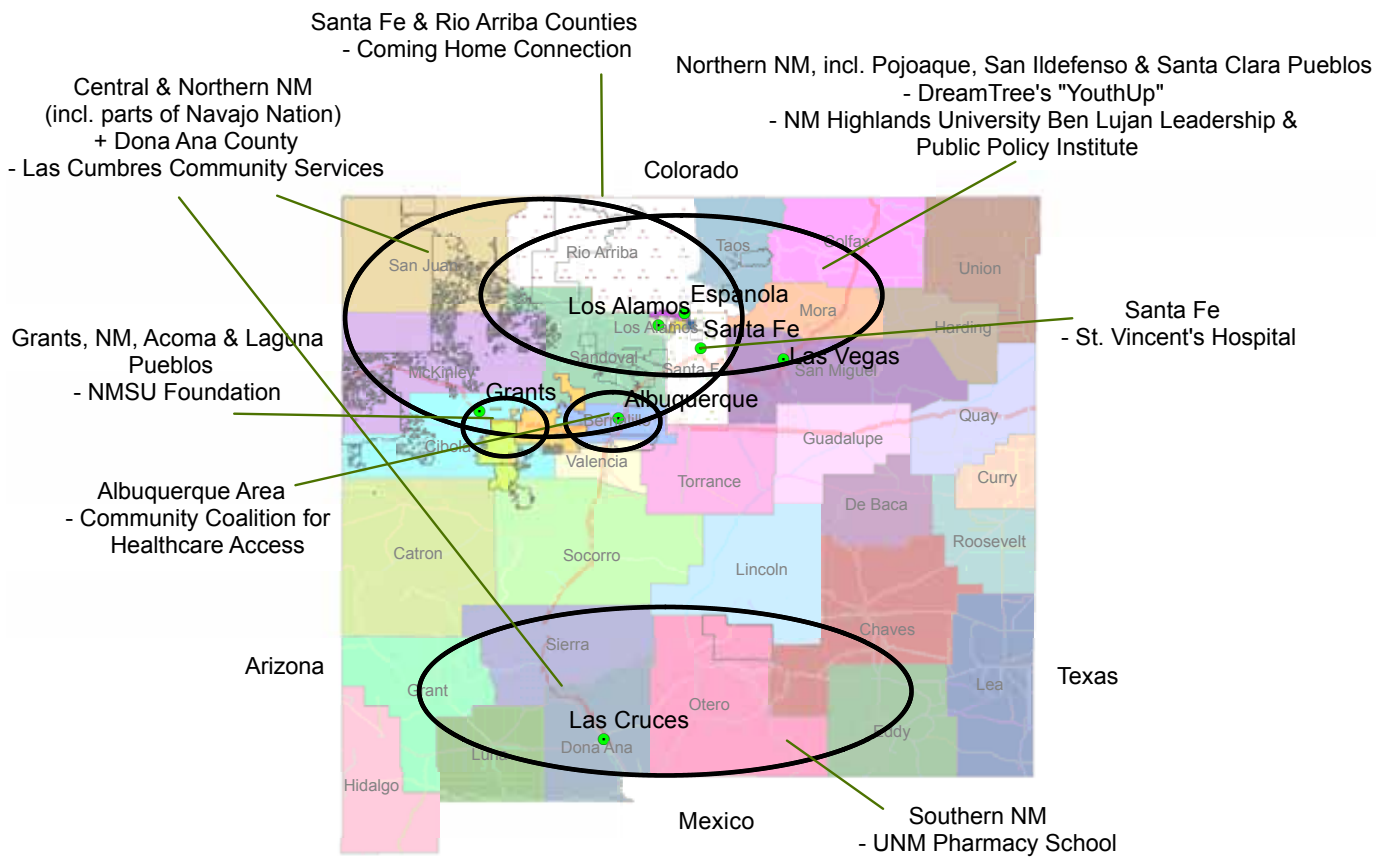 Santa Fe & Rio Arriba Counties
- Coming Home Connection
Northern NM, incl. Pojoaque, San Ildefenso & Santa Clara Pueblos
- DreamTree's "YouthUp"
- NM Highlands University Ben Lujan Leadership &
Public Policy Institute
Central & Northern NM
(incl. parts of Navajo Nation)
+ Dona Ana County
- Las Cumbres Community Services
Colorado
Rio Arriba
Taos
Colfax
San Juan
Union
Espanola
Los Alamos
Los Alamos
Mora
Harding
Santa Fe
Santa Fe
- St. Vincent's Hospital
Grants, NM, Acoma & Laguna
Pueblos
- NMSU Foundation
Sandoval
Santa F
Las Vegas
San Miguel
McKinley
Grants
Albuquerque
Bernalillo
Quay
Guadalupe
Cibola
Valencia
Torrance
Curry
Albuquerque Area
- Community Coalition for
Healthcare Access
De Baca
Roosevelt
Catron
Socorro
Lincoln
Chaves
Sierra
Arizona
Texas
Grant
Lea
Otero
Las Cruces
Dona Ana
Eddy
Luna
Hidalgo
Mexico
Southern NM
- UNM Pharmacy School